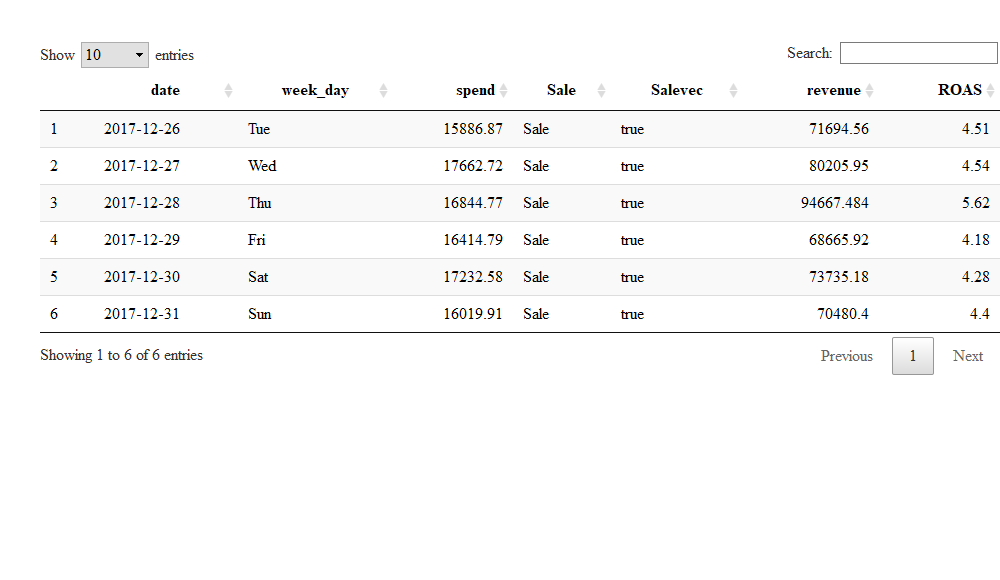 Show 10 entries Search:
date week_day spend Sale Salevec revenue ROAS
1 2017-12-26 Tue 15886.87 Sale true 71694.56 4.51
2 2017-12-27 Wed 17662.72 Sale true 80205.95 4.54
3 2017-12-28 Thu 16844.77 Sale true 94667.484 5.62
4 2017-12-29 Fri 16414.79 Sale true 68665.92 4.18
5 2017-12-30 Sat 17232.58 Sale true 73735.18 4.28
6 2017-12-31 Sun 16019.91 Sale true 70480.4 4.4
Showing 1 to 6 of 6 entries Previous 1 Next